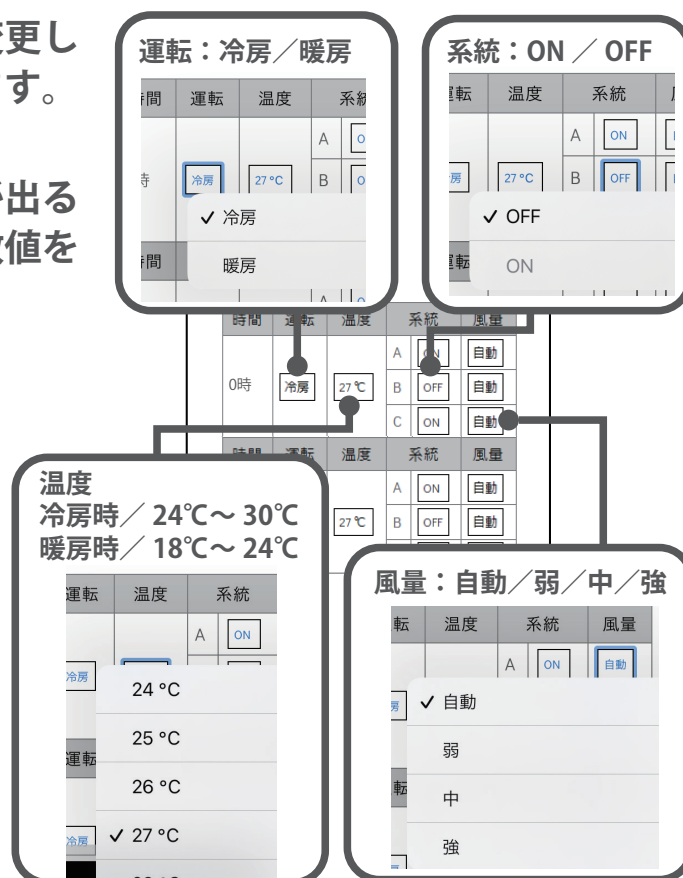 更し
す。
出る
値を
運転：冷房／暖房
間 運転 温度 系統
A
冷房 27 °C B
✓ 冷房
間 暖房
系統：ON ／ OFF
転 温度 系統
A ON
房 27 °C B OFF
✓ OFF
転 ON
時間 運転 温度 系統 風量
A ON 自動
0時 冷房 27 ℃ B OFF 自動
C ON 自動
時間 運転 温度 系統 風量
A ON 自動
27 ℃ B OFF 自動
温度
冷房時／ 24℃～ 30℃
暖房時／ 18℃～ 24℃
運転 温度 系統
A ON
冷房
24 °C
25 °C
運転
26 °C
冷房 ✓ 27 °C
風量：自動／弱／中／強
転 温度 系統 風量
A ON 自動
房 ✓ 自動
弱
転 中
強